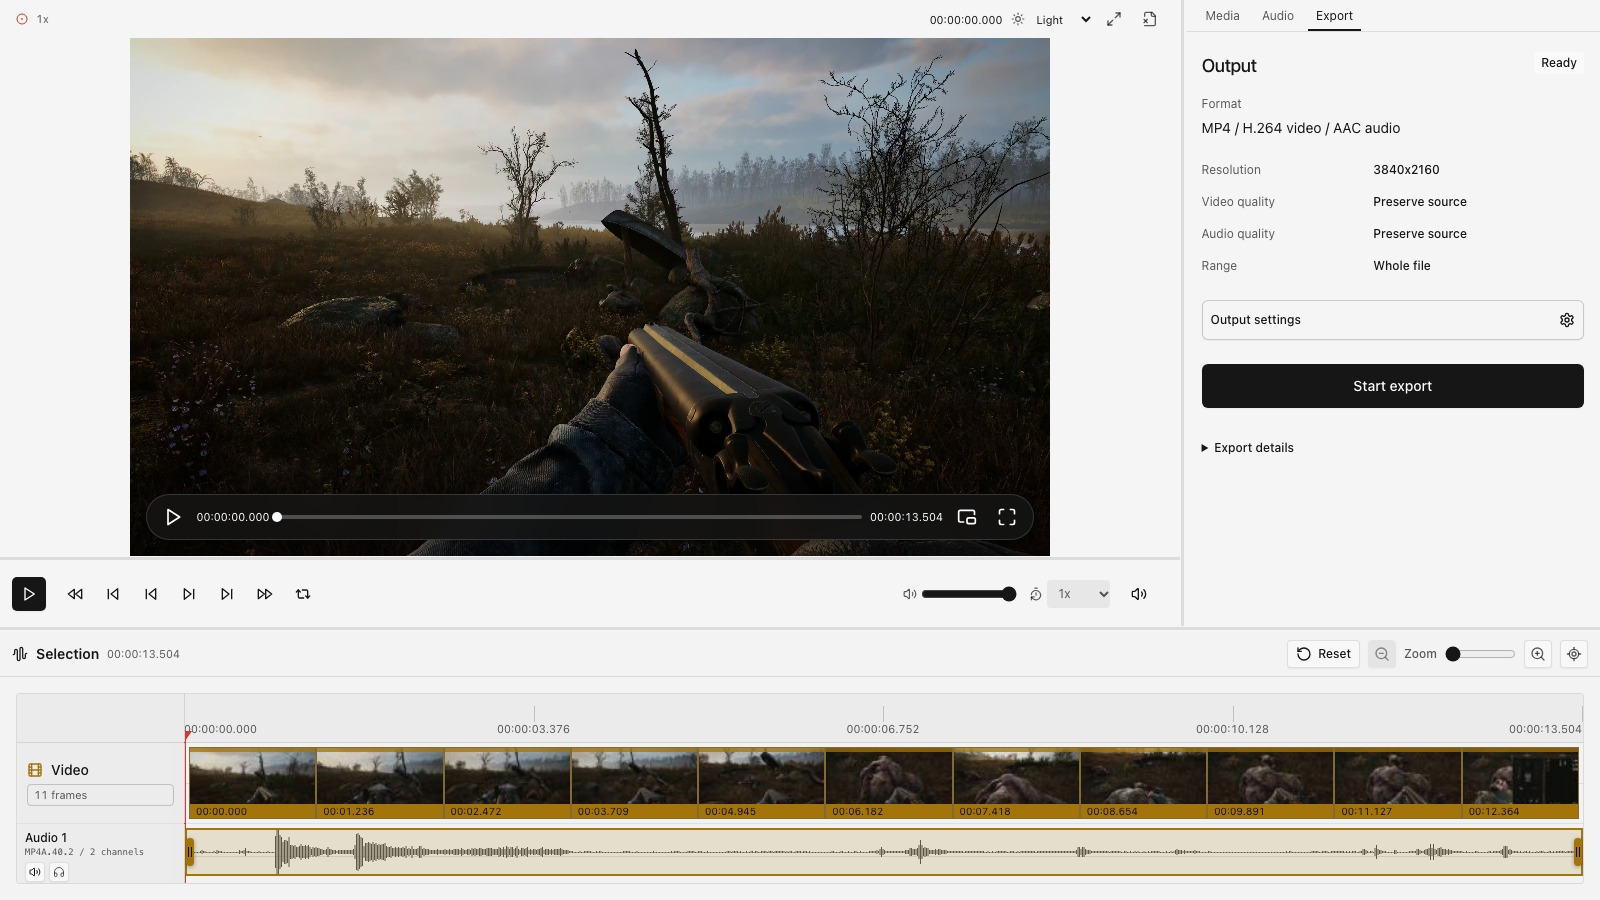 1x
00:00:00.000 Light
Media Audio Export
Output
Ready
Format
MP4 / H.264 video / AAC audio
Resolution 3840x2160
Video quality Preserve source
Audio quality Preserve source
Range Whole file
Output settings
Start export
Export details
00:00:00.000 00:00:13.504
1x
Selection 00:00:13.504
Reset
Zoom
00:00:00.000 00:00:03.376 00:00:06.752 00:00:10.128 00:00:13.504
Video
11 frames
00:00.000 00:01.236 00:02.472 00:03.709 00:04.945 00:06.182 00:07.418 00:08.654 00:09.891 00:11.127 00:12.364
Audio 1
MP4A.40.2 / 2 channels